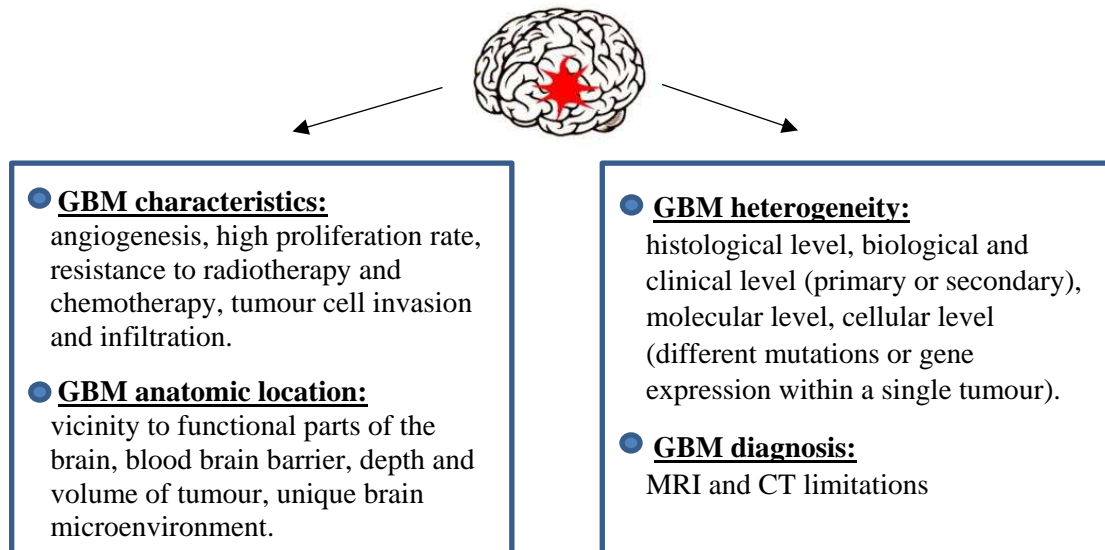 GBM characteristics:
angiogenesis, high proliferation rate,
resistance to radiotherapy and
chemotherapy, tumour cell invasion
and infiltration.
GBM anatomic location:
vicinity to functional parts of the
brain, blood brain barrier, depth and
volume of tumour, unique brain
microenvironment.
GBM heterogeneity:
histological level, biological and
clinical level (primary or secondary),
molecular level, cellular level
(different mutations or gene
expression within a single tumour).
GBM diagnosis:
MRI and CT limitations